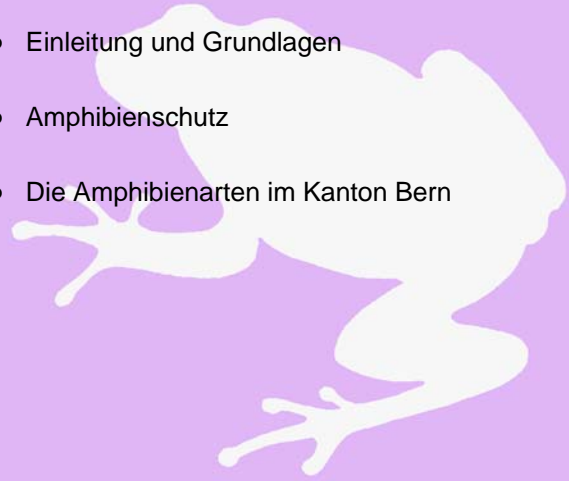 • Einleitung und Grundlagen
• Amphibienschutz
• Die Amphibienarten im Kanton Bern